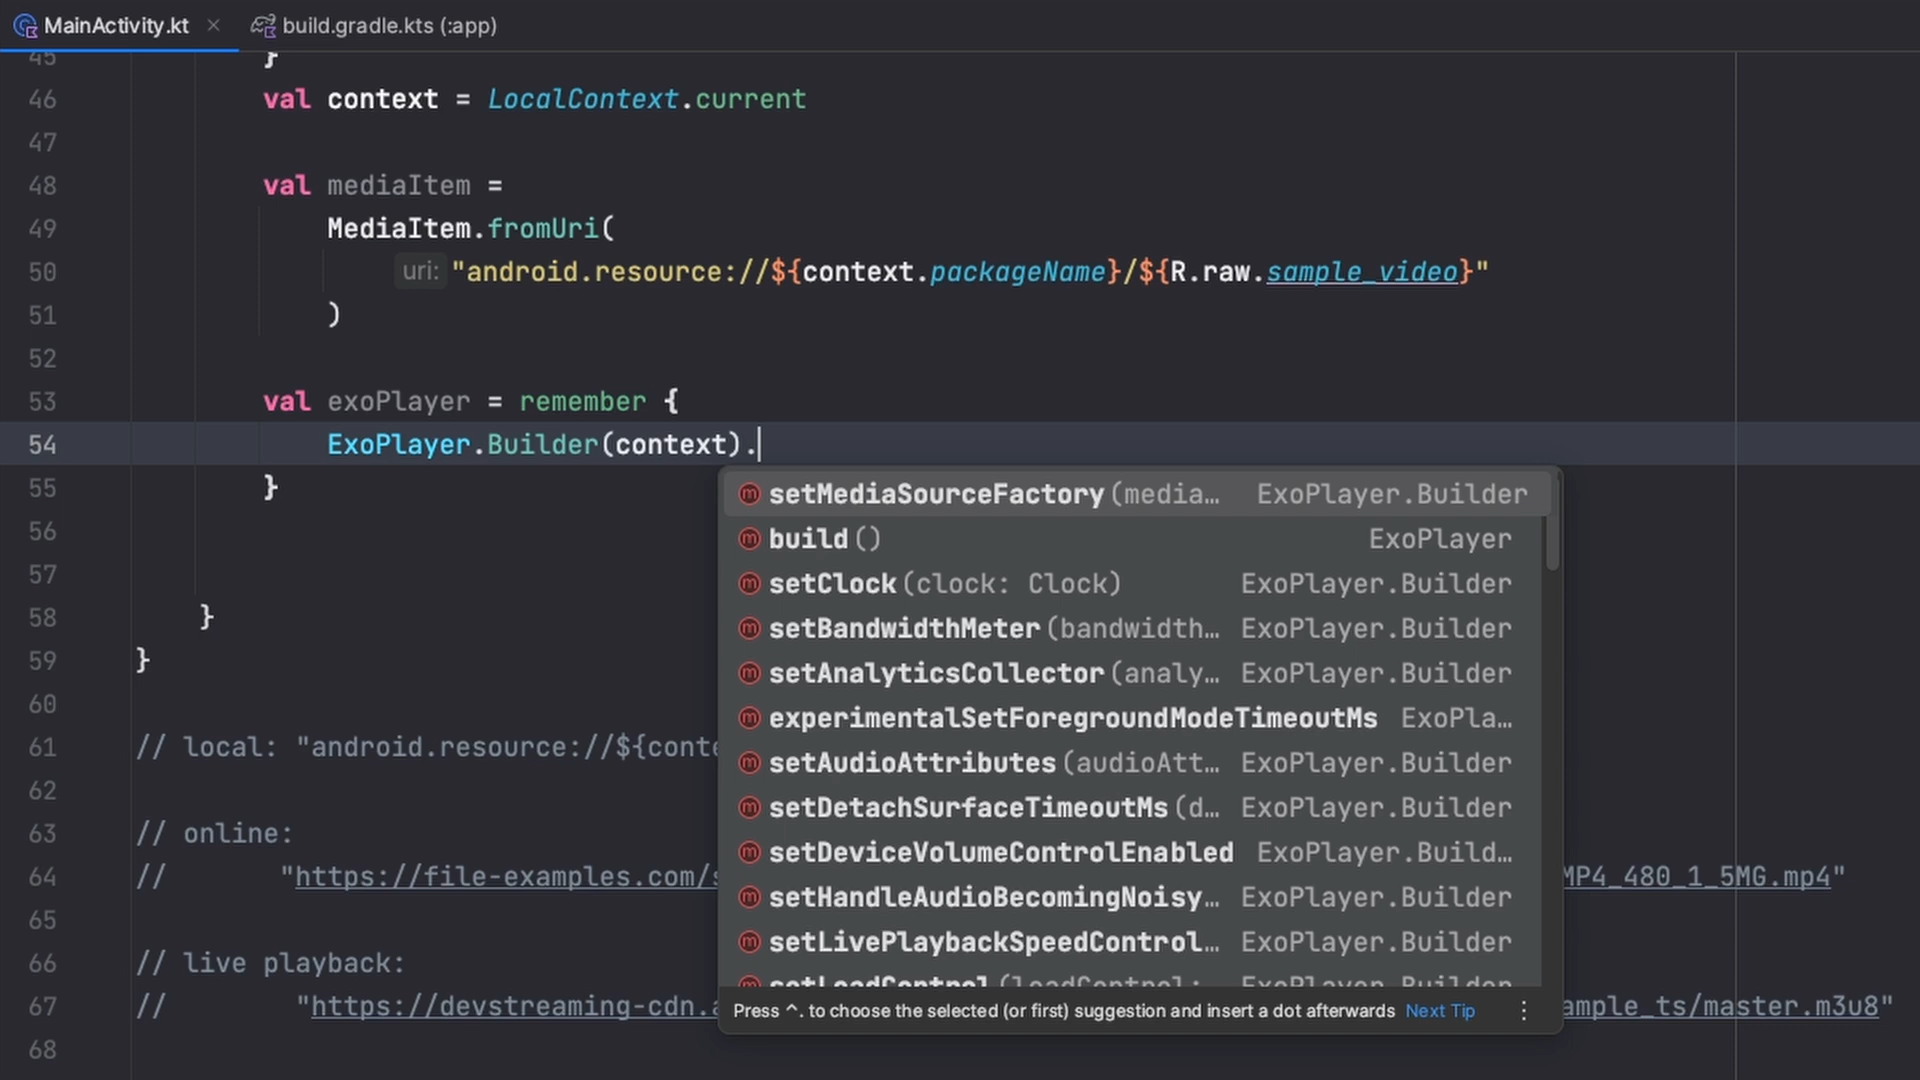 MainActivity.kt
build.gradle.kts (:app)
45 }
46 val context = LocalContext.current
47
48 val mediaItem =
49 MediaItem.fromUri(
50 uri: "android.resource://${context.packageName}/${R.raw.sample_video}"
51 )
52
53 val exoPlayer = remember {
54 ExoPlayer.Builder(context).
55 }
56
57
58 }
59 }
60
61 // local: "android.resource://${conte
62
63 // online:
64 // "https://file-examples.com/s MP4_480_1_5MG.mp4"
65
66 // live playback:
67 // "https://devstreaming-cdn.a ample_ts/master.m3u8"
68
setMediaSourceFactory(media… ExoPlayer.Builder
build() ExoPlayer
setClock(clock: Clock) ExoPlayer.Builder
setBandwidthMeter(bandwidth… ExoPlayer.Builder
setAnalyticsCollector(analy… ExoPlayer.Builder
experimentalSetForegroundModeTimeoutMs ExoPla…
setAudioAttributes(audioAtt… ExoPlayer.Builder
setDetachSurfaceTimeoutMs(d… ExoPlayer.Builder
setDeviceVolumeControlEnabled ExoPlayer.Build…
setHandleAudioBecomingNoisy… ExoPlayer.Builder
setLivePlaybackSpeedControl… ExoPlayer.Builder
setLoadControl(loadControl: ExoPlayer.Builder
Press ^. to choose the selected (or first) suggestion and insert a dot afterwards Next Tip